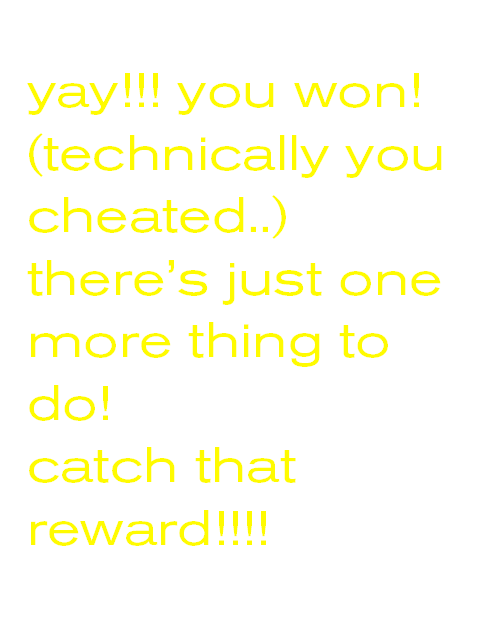 yay!!! you won!
(technically you
cheated..)
there’s just one
more thing to
do!
catch that
reward!!!!